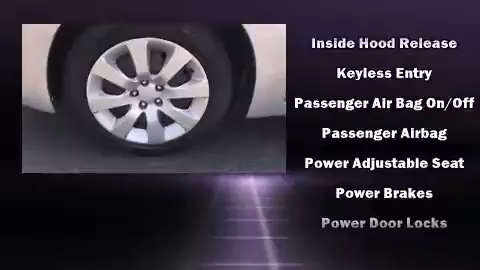 Inside Hood Release
Keyless Entry
Passenger Air Bag On/Off
Passenger Airbag
Power Adjustable Seat
Power Brakes
Power Door Locks